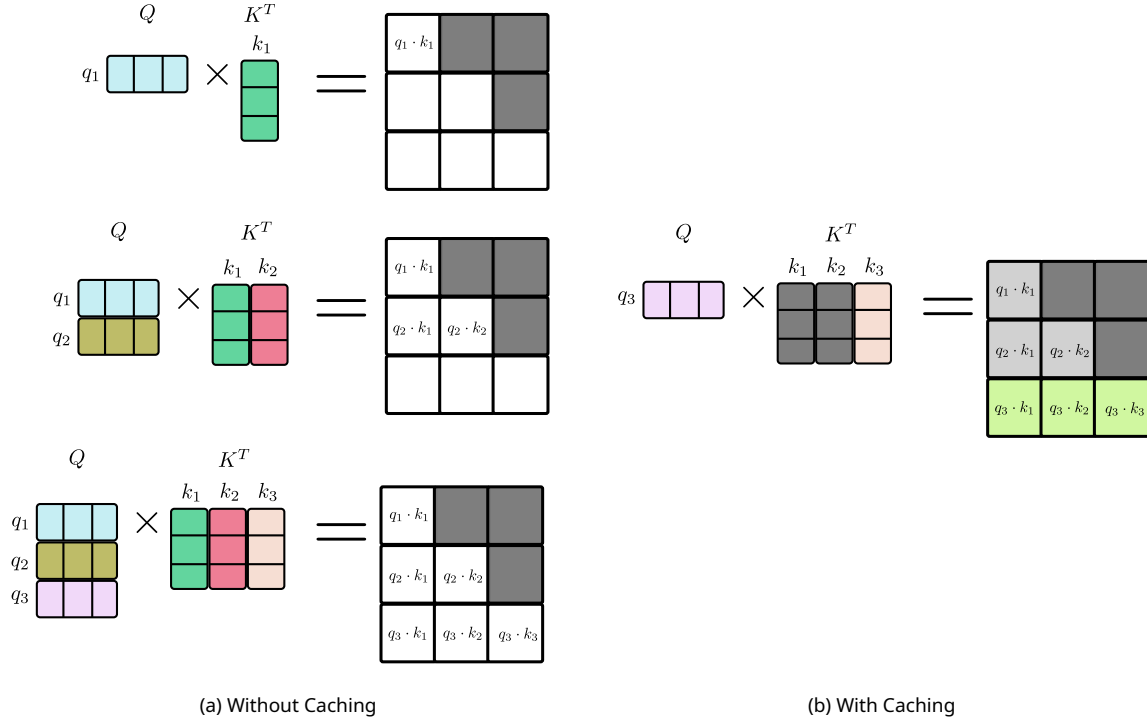 Q K^T
k_1
q_1 × = q_1 · k_1
Q K^T
k_1 k_2
q_1 × = q_1 · k_1
q_2 q_2 · k_1 q_2 · k_2
Q K^T
k_1 k_2 k_3
q_1 × = q_1 · k_1
q_2 q_2 · k_1 q_2 · k_2
q_3 q_3 · k_1 q_3 · k_2 q_3 · k_3
(a) Without Caching
Q K^T
k_1 k_2 k_3
q_3 × = q_1 · k_1
q_2 · k_1 q_2 · k_2
q_3 · k_1 q_3 · k_2 q_3 · k_3
(b) With Caching